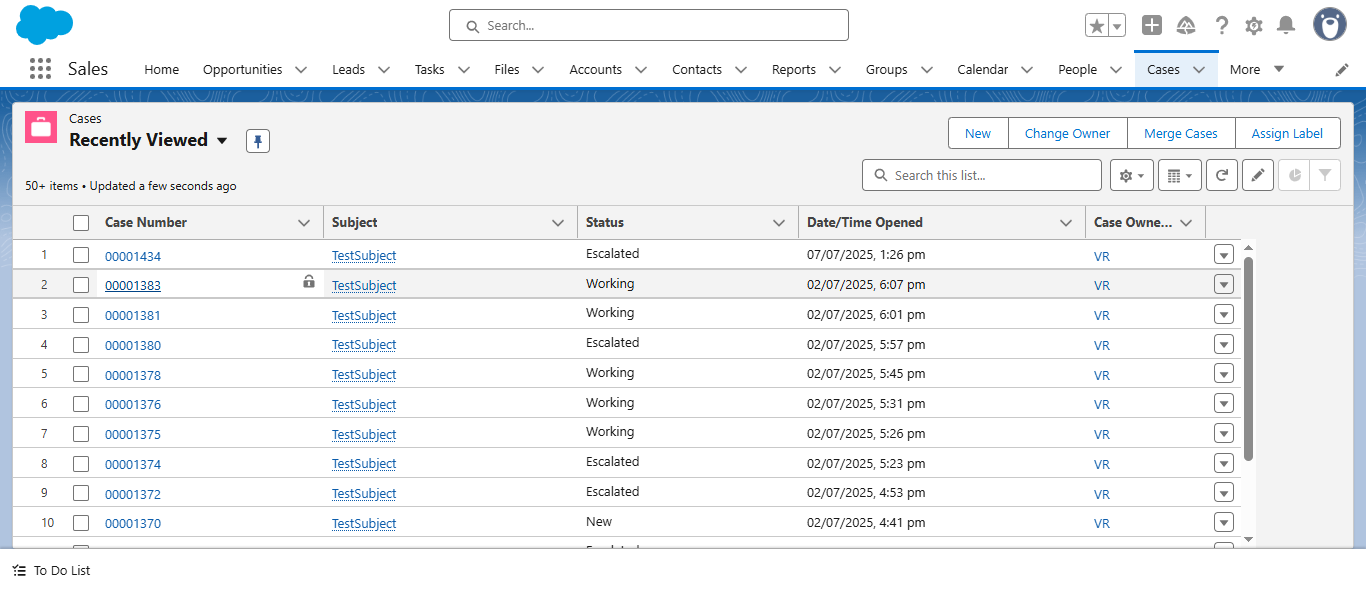 Search...
Sales Home Opportunities Leads Tasks Files Accounts Contacts Reports Groups Calendar People Cases More
Cases
Recently Viewed
New Change Owner Merge Cases Assign Label
50+ items • Updated a few seconds ago
Search this list...
Case Number Subject Status Date/Time Opened Case Owne...
1 00001434 TestSubject Escalated 07/07/2025, 1:26 pm VR
2 00001383 TestSubject Working 02/07/2025, 6:07 pm VR
3 00001381 TestSubject Working 02/07/2025, 6:01 pm VR
4 00001380 TestSubject Escalated 02/07/2025, 5:57 pm VR
5 00001378 TestSubject Working 02/07/2025, 5:45 pm VR
6 00001376 TestSubject Working 02/07/2025, 5:31 pm VR
7 00001375 TestSubject Working 02/07/2025, 5:26 pm VR
8 00001374 TestSubject Escalated 02/07/2025, 5:23 pm VR
9 00001372 TestSubject Escalated 02/07/2025, 4:53 pm VR
10 00001370 TestSubject New 02/07/2025, 4:41 pm VR
To Do List